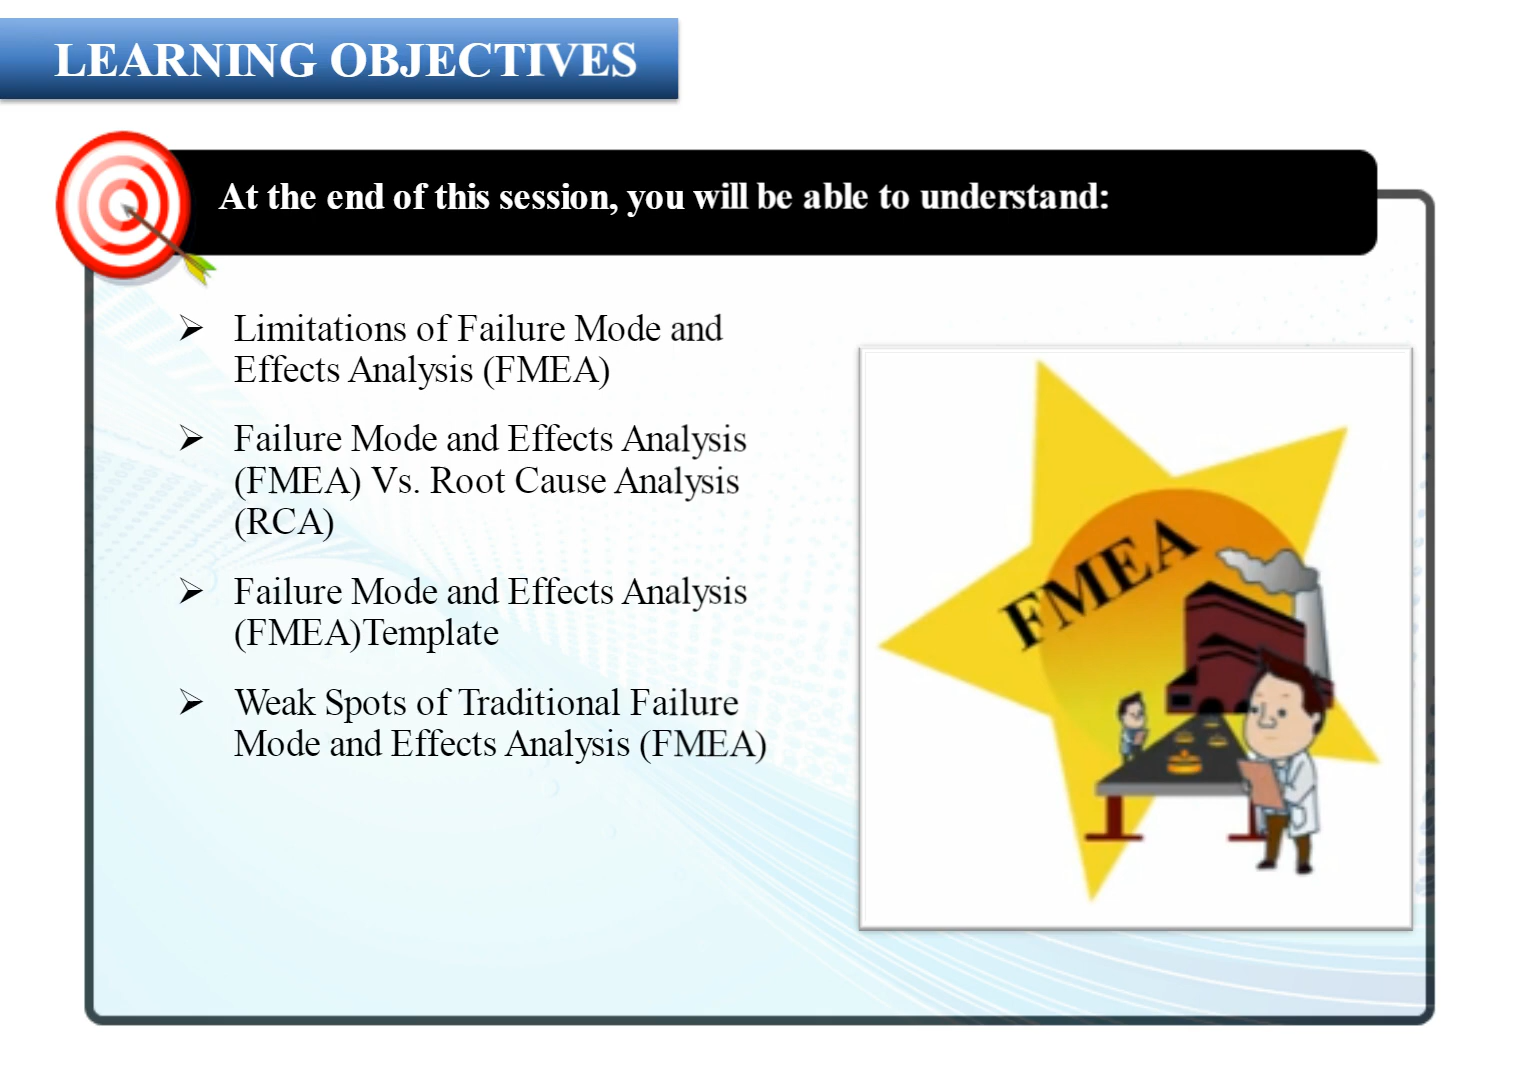 LEARNING OBJECTIVES
At the end of this session, you will be able to understand:
➢ Limitations of Failure Mode and
Effects Analysis (FMEA)
➢ Failure Mode and Effects Analysis
(FMEA) Vs. Root Cause Analysis
(RCA)
➢ Failure Mode and Effects Analysis
(FMEA)Template
➢ Weak Spots of Traditional Failure
Mode and Effects Analysis (FMEA)
FMEA